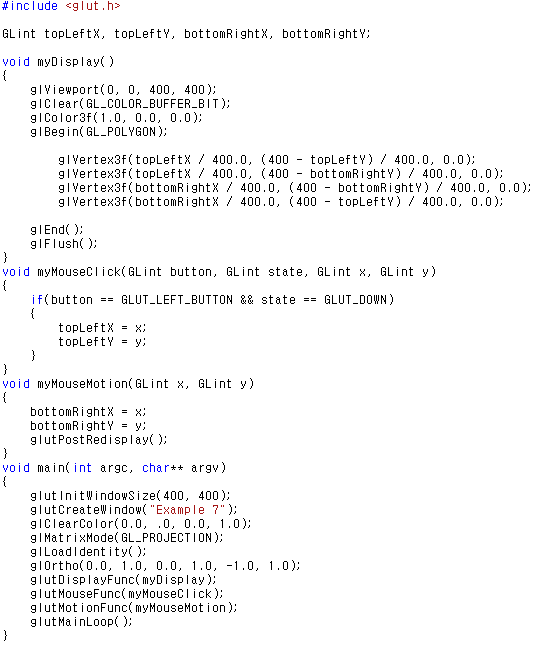 #include <glut.h>
GLint topLeftX, topLeftY, bottomRightX, bottomRightY;
void myDisplay()
{
glViewport(0, 0, 400, 400);
glClear(GL_COLOR_BUFFER_BIT);
glColor3f(1.0, 0.0, 0.0);
glBegin(GL_POLYGON);
glVertex3f(topLeftX / 400.0, (400 - topLeftY) / 400.0, 0.0);
glVertex3f(topLeftX / 400.0, (400 - bottomRightY) / 400.0, 0.0);
glVertex3f(bottomRightX / 400.0, (400 - bottomRightY) / 400.0, 0.0);
glVertex3f(bottomRightX / 400.0, (400 - topLeftY) / 400.0, 0.0);
glEnd();
glFlush();
}
void myMouseClick(GLint button, GLint state, GLint x, GLint y)
{
if(button == GLUT_LEFT_BUTTON && state == GLUT_DOWN)
{
topLeftX = x;
topLeftY = y;
}
}
void myMouseMotion(GLint x, GLint y)
{
bottomRightX = x;
bottomRightY = y;
glutPostRedisplay();
}
void main(int argc, char** argv)
{
glutInitWindowSize(400, 400);
glutCreateWindow("Example 7");
glClearColor(0.0, .0, 0.0, 1.0);
glMatrixMode(GL_PROJECTION);
glLoadIdentity();
glOrtho(0.0, 1.0, 0.0, 1.0, -1.0, 1.0);
glutDisplayFunc(myDisplay);
glutMouseFunc(myMouseClick);
glutMotionFunc(myMouseMotion);
glutMainLoop();
}